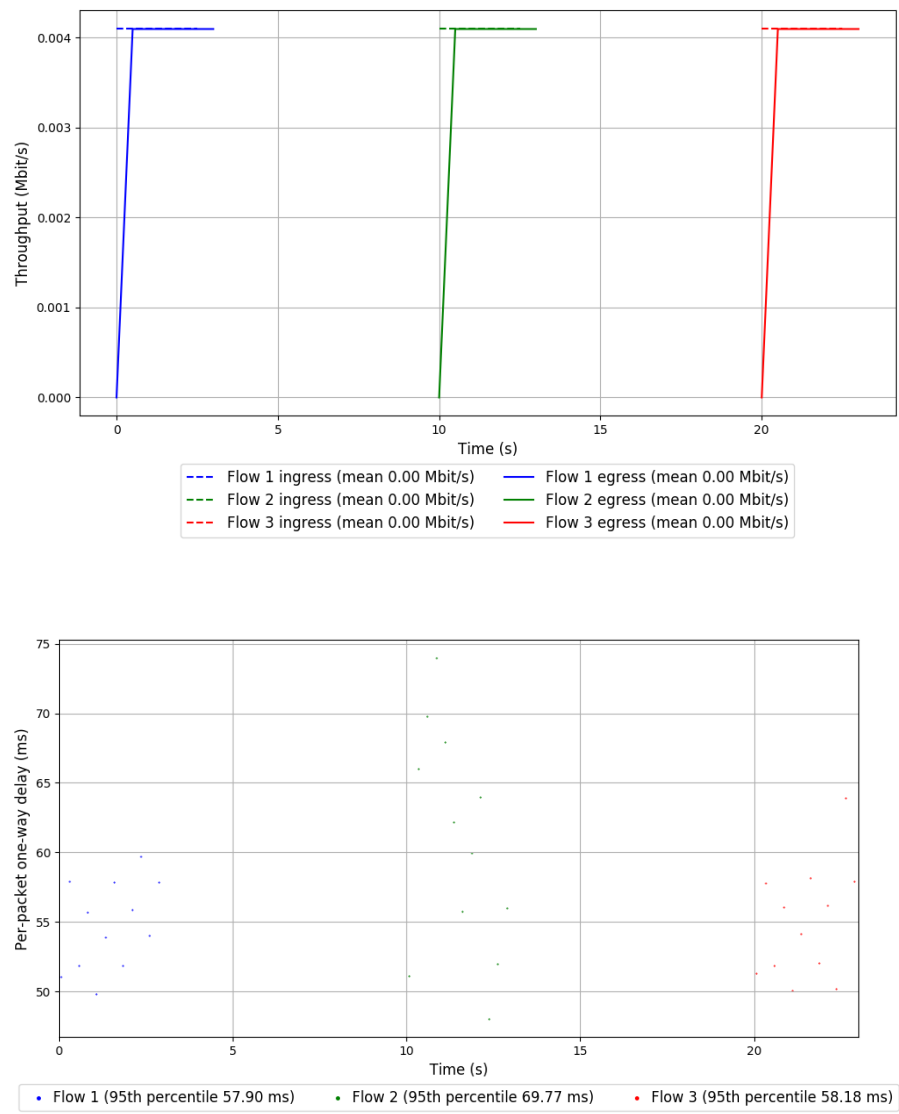 0.004
0.003
0.002
0.001
0.000
Throughput (Mbit/s)
0 5 10 15 20
Time (s)
Flow 1 ingress (mean 0.00 Mbit/s) Flow 1 egress (mean 0.00 Mbit/s)
Flow 2 ingress (mean 0.00 Mbit/s) Flow 2 egress (mean 0.00 Mbit/s)
Flow 3 ingress (mean 0.00 Mbit/s) Flow 3 egress (mean 0.00 Mbit/s)
75
70
65
60
55
50
Per-packet one-way delay (ms)
0 5 10 15 20
Time (s)
Flow 1 (95th percentile 57.90 ms) Flow 2 (95th percentile 69.77 ms) Flow 3 (95th percentile 58.18 ms)